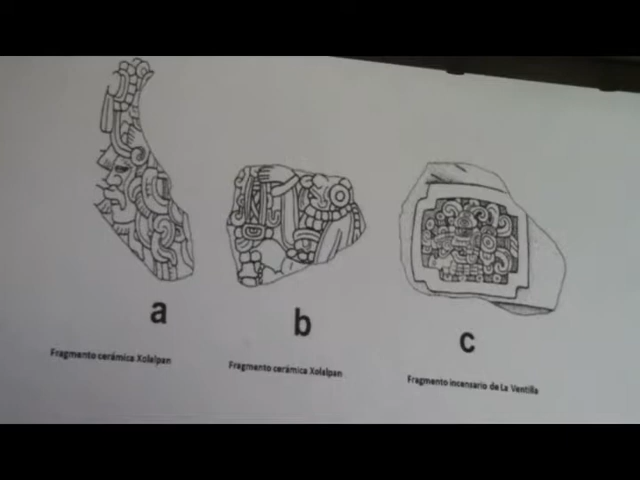 a
b
c
Fragmento cerámica Xolalpan
Fragmento cerámica Xolalpan
Fragmento incensario de La Ventilla